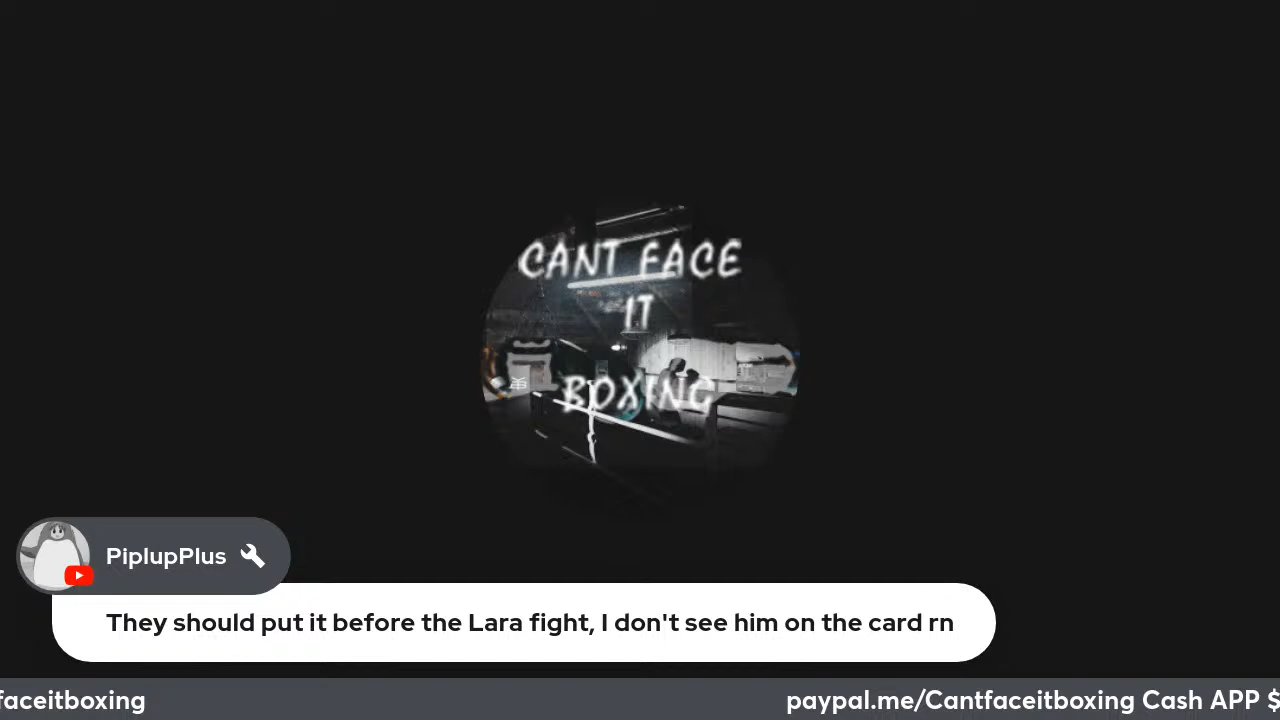 CANT FACE
IT
BOXING
PiplupPlus
They should put it before the Lara fight, I don't see him on the card rn
faceitboxing paypal.me/Cantfaceitboxing Cash APP $